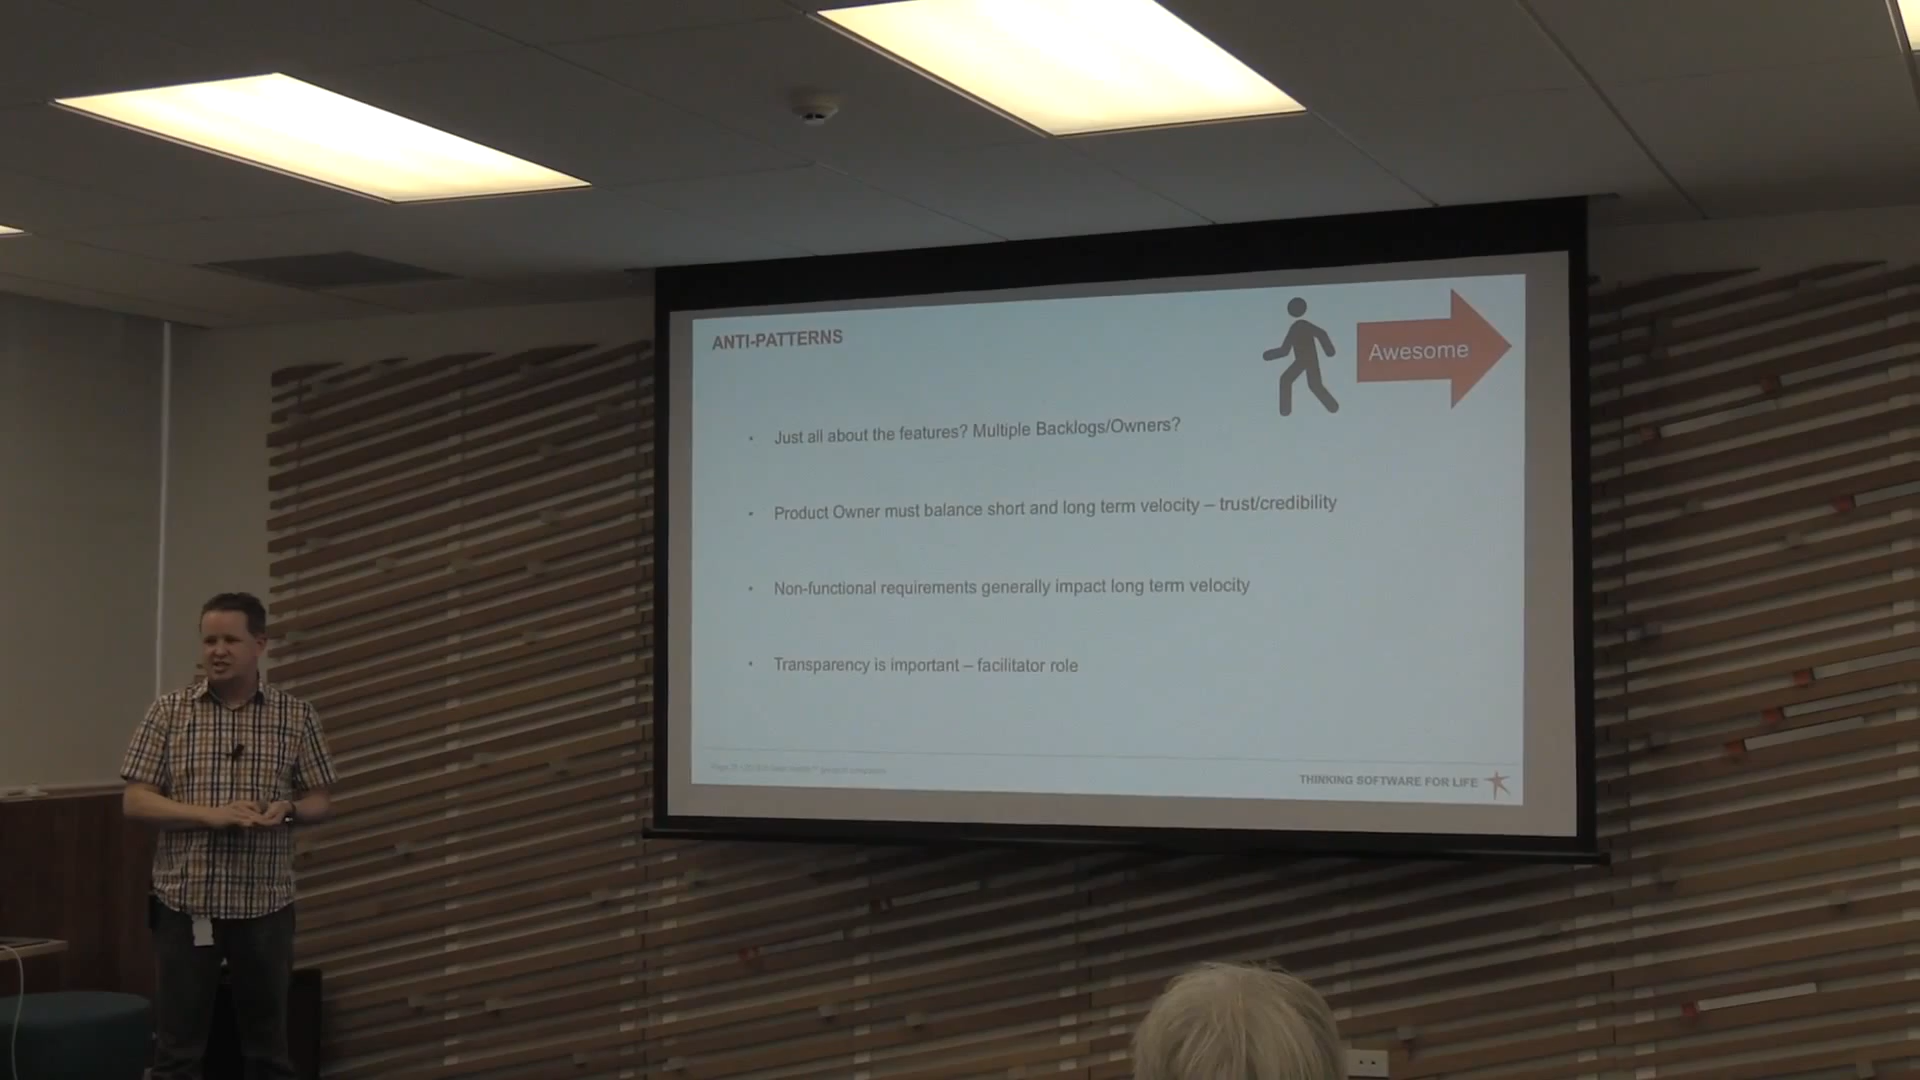 ANTI-PATTERNS
Awesome
• Just all about the features? Multiple Backlogs/Owners?
• Product Owner must balance short and long term velocity – trust/credibility
• Non-functional requirements generally impact long term velocity
• Transparency is important – facilitator role
THINKING SOFTWARE FOR LIFE